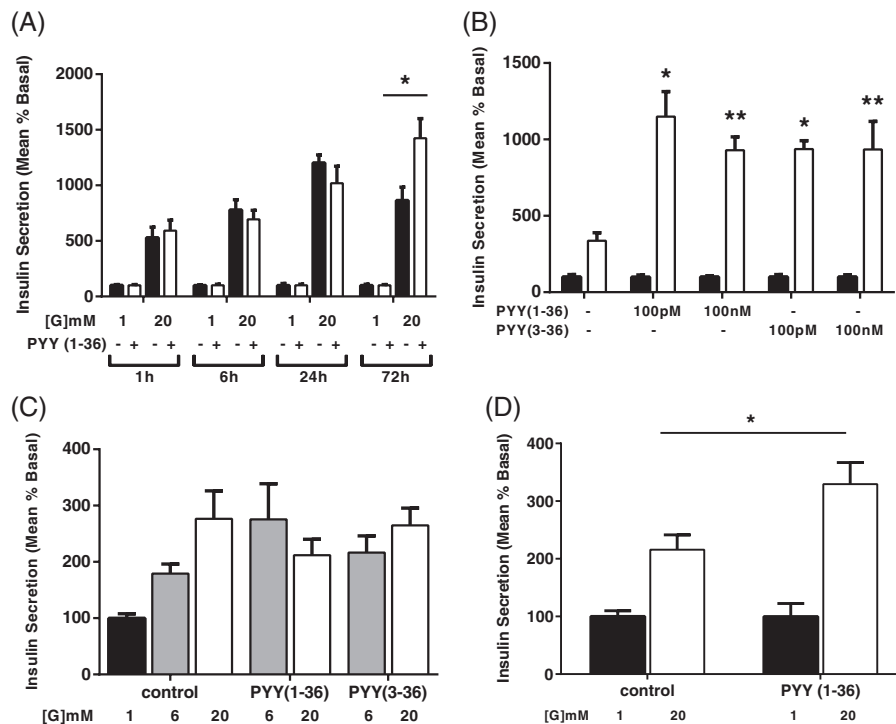 (A)
Insulin Secretion (Mean % Basal)
2000
1500
1000
500
0
*
[G]mM 1 20 1 20 1 20 1 20
PYY (1-36) - + - + - + - + - + - + - + - +
1h 6h 24h 72h
(B)
Insulin Secretion (Mean % Basal)
1500
1000
500
0
* ** * **
PYY(1-36) - 100pM 100nM - -
PYY(3-36) - - - 100pM 100nM
(C)
Insulin Secretion (Mean % Basal)
400
300
200
100
0
control PYY(1-36) PYY(3-36)
[G]mM 1 6 20 6 20 6 20
(D)
Insulin Secretion (Mean % Basal)
400
300
200
100
0
*
control PYY (1-36)
[G]mM 1 20 1 20